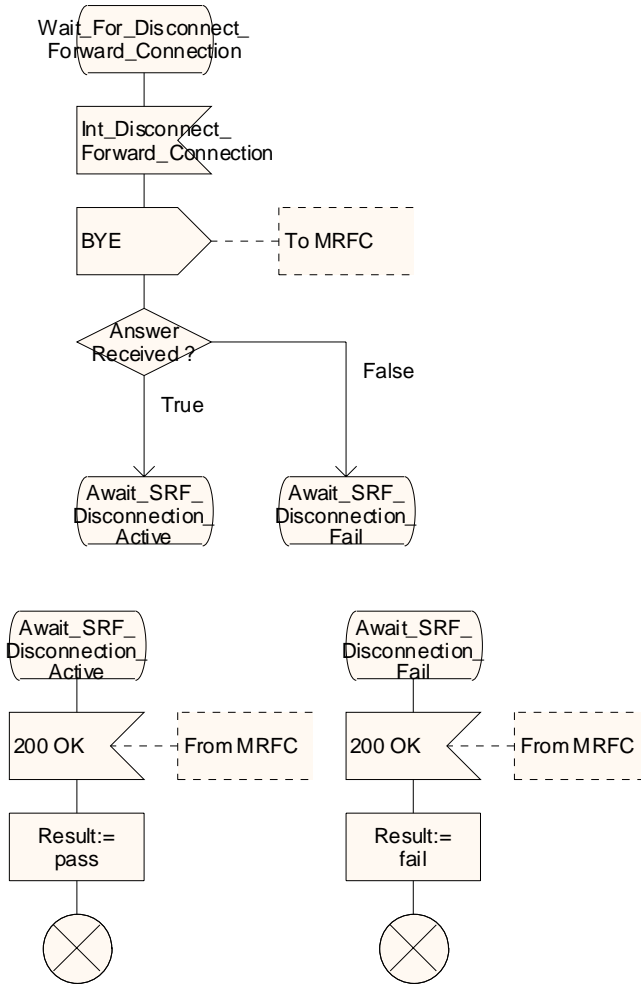 Wait_For_Disconnect_
Forward_Connection
Int_Disconnect_
Forward_Connection
BYE
To MRFC
Answer
Received ?
False
True
Await_SRF_
Disconnection_
Active
Await_SRF_
Disconnection_
Fail
Await_SRF_
Disconnection_
Active
Await_SRF_
Disconnection_
Fail
200 OK
From MRFC
200 OK
From MRFC
Result:=
pass
Result:=
fail